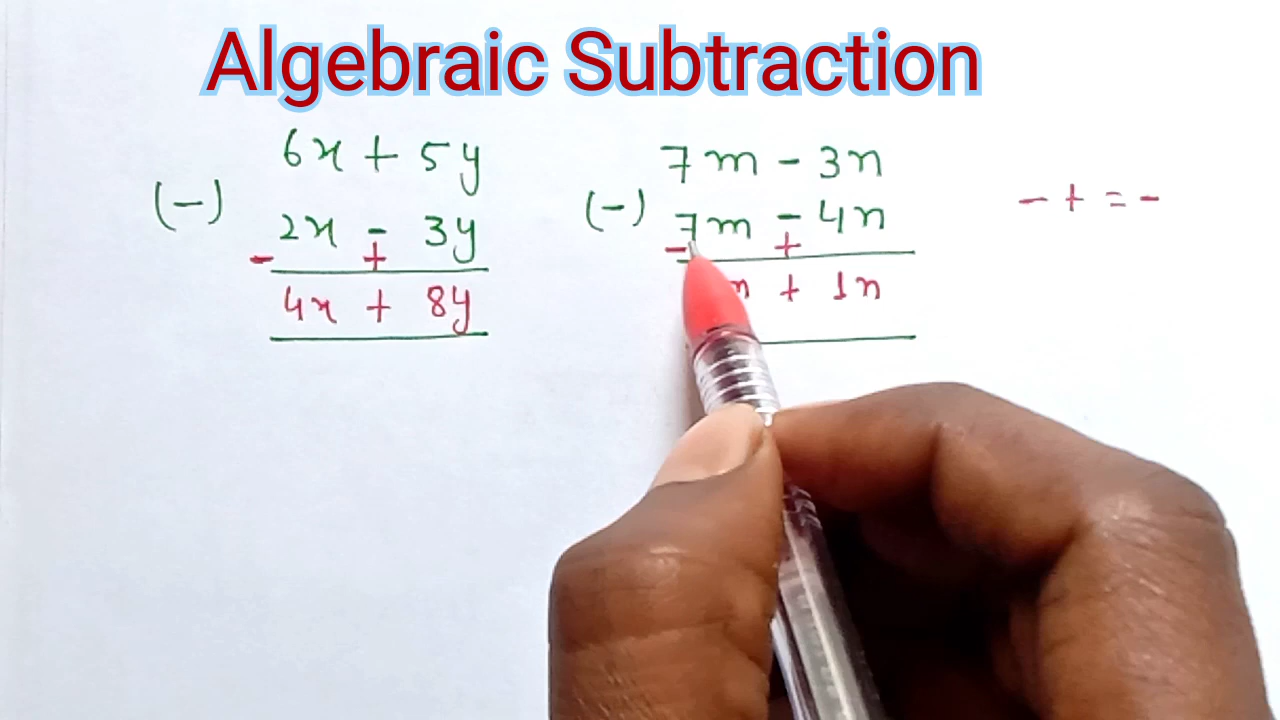 Algebraic Subtraction
6x + 5y
(-)
2x - 3y
- +
4x + 8y
7m - 3n
(-)
7m - 4n
- +
m + 1n
- + = -